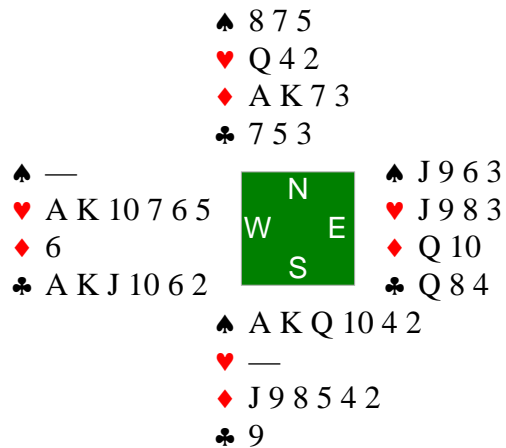 ♠ 8 7 5
♥ Q 4 2
♦ A K 7 3
♣ 7 5 3
♠ —
♥ A K 10 7 6 5
♦ 6
♣ A K J 10 6 2
N
W E
S
♠ J 9 6 3
♥ J 9 8 3
♦ Q 10
♣ Q 8 4
♠ A K Q 10 4 2
♥ —
♦ J 9 8 5 4 2
♣ 9